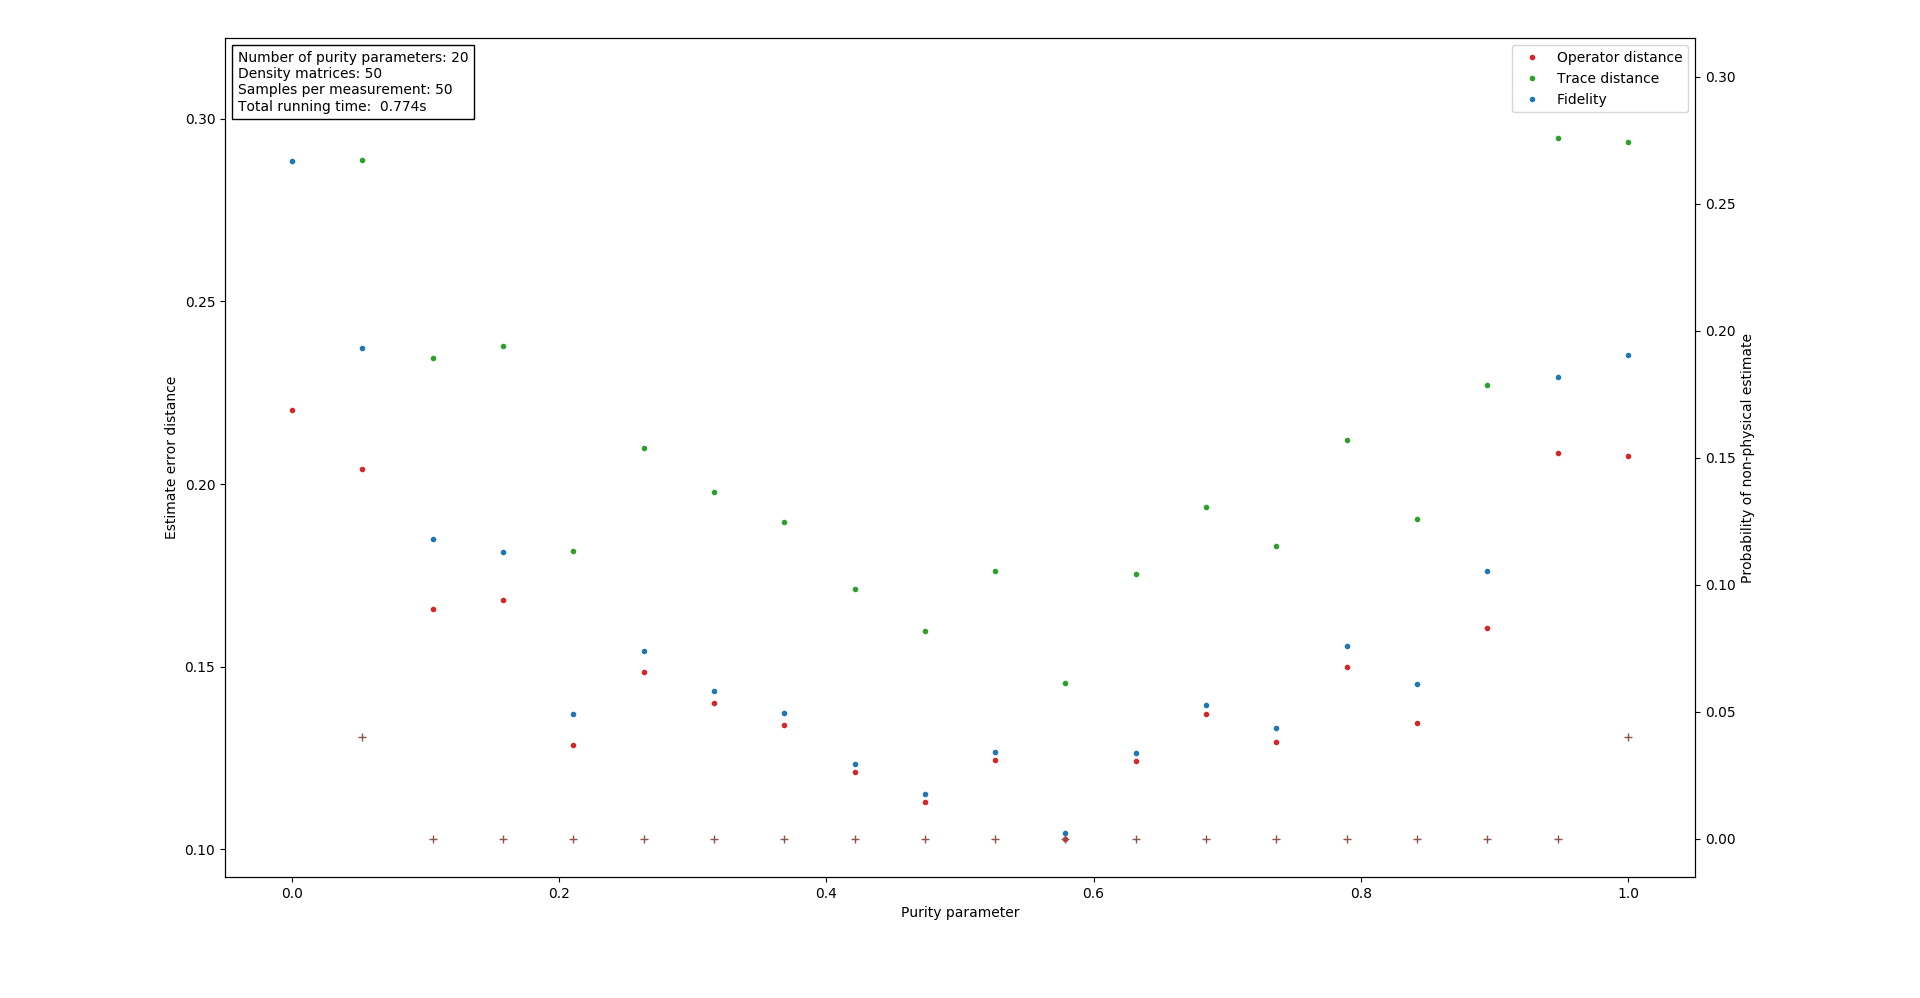 Number of purity parameters: 20
Density matrices: 50
Samples per measurement: 50
Total running time:  0.774s
Operator distance
Trace distance
Fidelity
0.30
0.25
0.20
0.15
0.10
Estimate error distance
0.30
0.25
0.20
0.15
0.10
0.05
0.00
Probability of non-physical estimate
0.0 0.2 0.4 0.6 0.8 1.0
Purity parameter